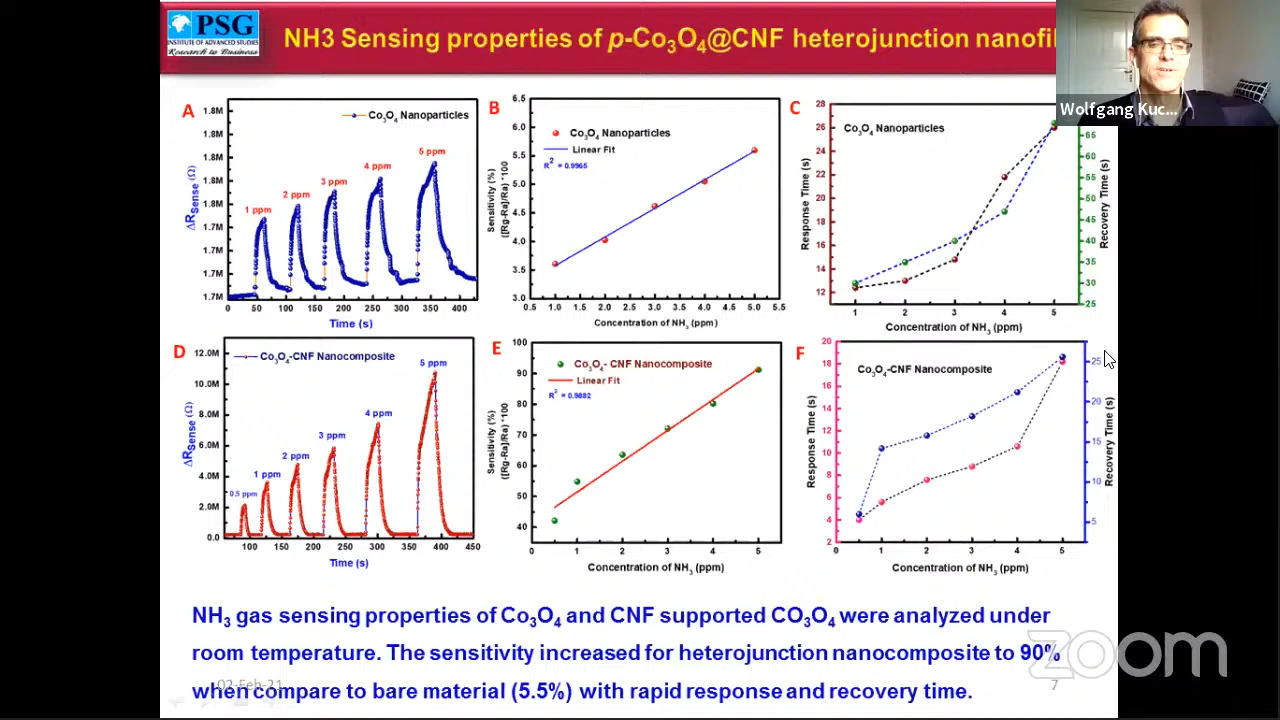 PSG
INSTITUTE OF ADVANCED STUDIES
Research to Business
NH3 Sensing properties of p-Co3O4@CNF heterojunction nanofi
Wolfgang Kuc...
A
1.8M
1.8M
1.8M
1.8M
1.7M
1.7M
1.7M
1.7M
1.7M
ΔRSense (Ω)
Co3O4 Nanoparticles
1 ppm
2 ppm
3 ppm
4 ppm
5 ppm
0 50 100 150 200 250 300 350 400
Time (s)
B
6.5
6.0
5.5
5.0
4.5
4.0
3.5
3.0
Sensitivity (%)
([Rg-Ra]/Ra) *100
Co3O4 Nanoparticles
Linear Fit
R2 = 0.9965
0.5 1.0 1.5 2.0 2.5 3.0 3.5 4.0 4.5 5.0 5.5
Concentration of NH3 (ppm)
C
28
26
24
22
20
18
16
14
12
Response Time (s)
Co3O4 Nanoparticles
65
60
55
50
45
40
35
30
25
Recovery Time (s)
1 2 3 4 5
Concentration of NH3 (ppm)
D
12.0M
10.0M
8.0M
6.0M
4.0M
2.0M
0.0
ΔRSense (Ω)
Co3O4-CNF Nanocomposite
0.5 ppm
1 ppm
2 ppm
3 ppm
4 ppm
5 ppm
100 150 200 250 300 350 400 450
Time (s)
E
100
90
80
70
60
50
40
Sensitivity (%)
([Rg-Ra]/Ra) *100
Co3O4- CNF Nanocomposite
Linear Fit
R2 = 0.9882
0 1 2 3 4 5
Concentration of NH3 (ppm)
F
20
18
16
14
12
10
8
6
4
2
Response Time (s)
Co3O4-CNF Nanocomposite
25
20
15
10
5
Recovery Time (s)
0 1 2 3 4 5
Concentration of NH3 (ppm)
NH3 gas sensing properties of Co3O4 and CNF supported CO3O4 were analyzed under
room temperature. The sensitivity increased for heterojunction nanocomposite to 90%
when compare to bare material (5.5%) with rapid response and recovery time.
02-Feb-21
7
zoom